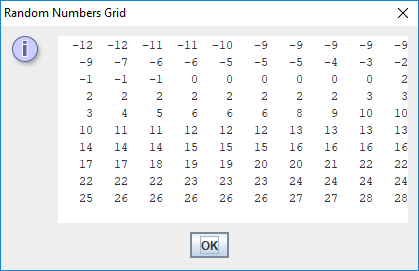 Random Numbers Grid
-12 -12 -11 -11 -10 -9 -9 -9 -9 -9
-9 -7 -6 -6 -5 -5 -5 -4 -3 -2
-1 -1 -1 0 0 0 0 0 0 2
2 2 2 2 2 2 2 2 3 3
3 4 5 6 6 6 8 9 10 10
10 11 11 12 12 12 13 13 13 13
14 14 14 15 15 15 16 16 16 16
17 17 18 19 19 20 20 21 22 22
22 22 22 23 23 23 24 24 24 24
25 26 26 26 26 26 27 27 28 28
OK